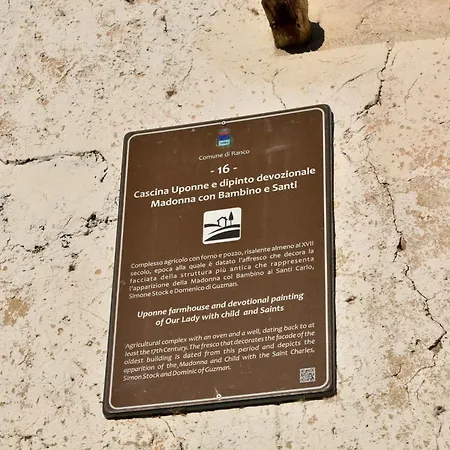 Comune di Ranco
- 16 -
Cascina Uponne e dipinto devozionale
Madonna con Bambino e Santi
Complesso agricolo con forno e pozzo, risalente almeno al XVII
secolo, epoca alla quale è datato l'affresco che decora la
facciata della struttura più antica che rappresenta
l'apparizione della Madonna col Bambino ai Santi Carlo,
Simone Stock e Domenico di Guzman.
Uponne farmhouse and devotional painting
of Our Lady with child and Saints
Agricultural complex with an oven and a well, dating back to at
least the 17th Century. The fresco that decorates the facade of the
oldest building is dated from this period and depicts the
apparition of the Madonna and Child with the Saint Charles,
Simon Stock and Dominic of Guzman.